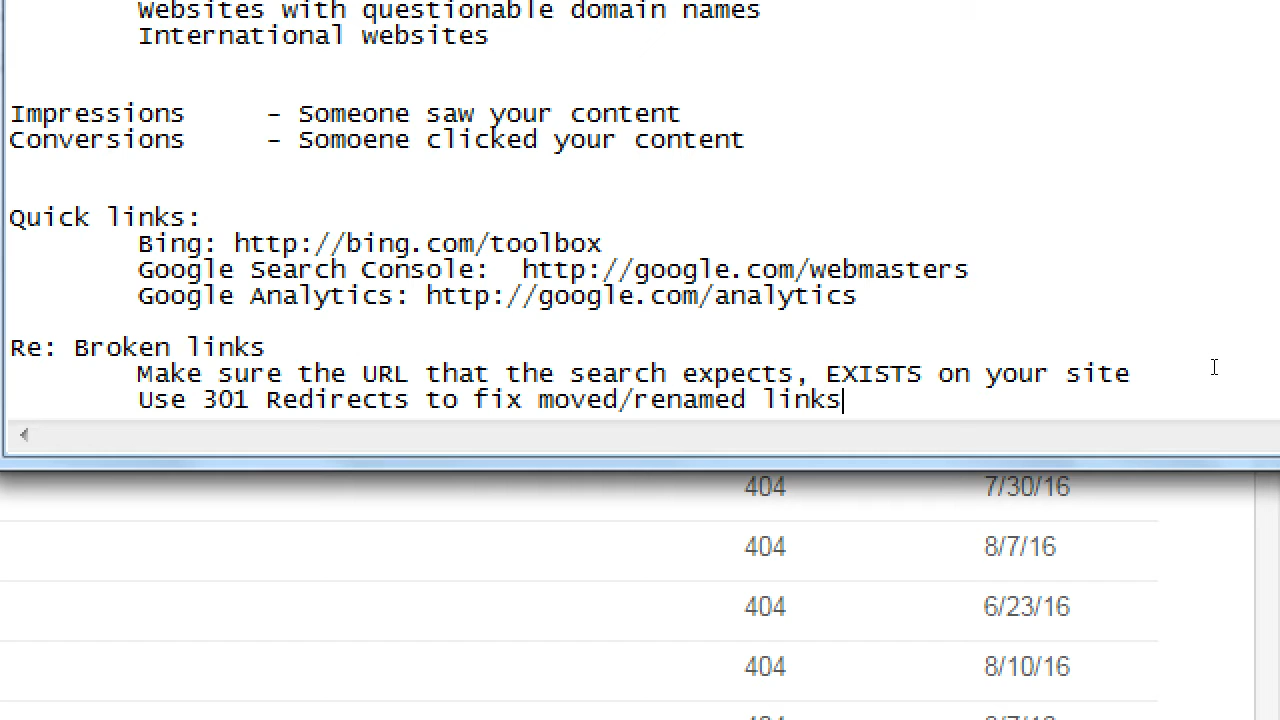 Websites with questionable domain names
International websites
Impressions - Someone saw your content
Conversions - Somoene clicked your content
Quick links:
Bing: http://bing.com/toolbox
Google Search Console: http://google.com/webmasters
Google Analytics: http://google.com/analytics
Re: Broken links
Make sure the URL that the search expects, EXISTS on your site
Use 301 Redirects to fix moved/renamed links
404 7/30/16
404 8/7/16
404 6/23/16
404 8/10/16